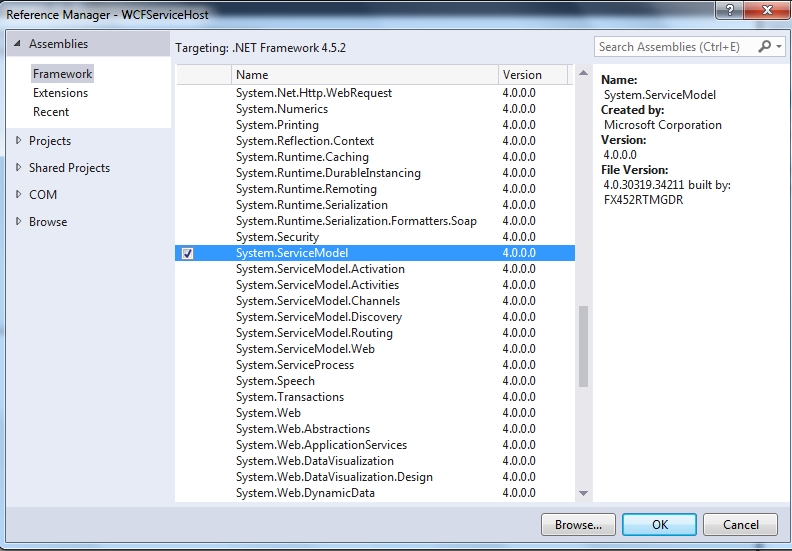 Reference Manager - WCFServiceHost
Assemblies
Framework
Extensions
Recent
Projects
Shared Projects
COM
Browse
Targeting: .NET Framework 4.5.2
Search Assemblies (Ctrl+E)
Name Version
System.Net.Http.WebRequest 4.0.0.0
System.Numerics 4.0.0.0
System.Printing 4.0.0.0
System.Reflection.Context 4.0.0.0
System.Runtime.Caching 4.0.0.0
System.Runtime.DurableInstancing 4.0.0.0
System.Runtime.Remoting 4.0.0.0
System.Runtime.Serialization 4.0.0.0
System.Runtime.Serialization.Formatters.Soap 4.0.0.0
System.Security 4.0.0.0
System.ServiceModel 4.0.0.0
System.ServiceModel.Activation 4.0.0.0
System.ServiceModel.Activities 4.0.0.0
System.ServiceModel.Channels 4.0.0.0
System.ServiceModel.Discovery 4.0.0.0
System.ServiceModel.Routing 4.0.0.0
System.ServiceModel.Web 4.0.0.0
System.ServiceProcess 4.0.0.0
System.Speech 4.0.0.0
System.Transactions 4.0.0.0
System.Web 4.0.0.0
System.Web.Abstractions 4.0.0.0
System.Web.ApplicationServices 4.0.0.0
System.Web.DataVisualization 4.0.0.0
System.Web.DataVisualization.Design 4.0.0.0
System.Web.DynamicData 4.0.0.0
Name:
System.ServiceModel
Created by:
Microsoft Corporation
Version:
4.0.0.0
File Version:
4.0.30319.34211 built by:
FX452RTMGDR
Browse... OK Cancel